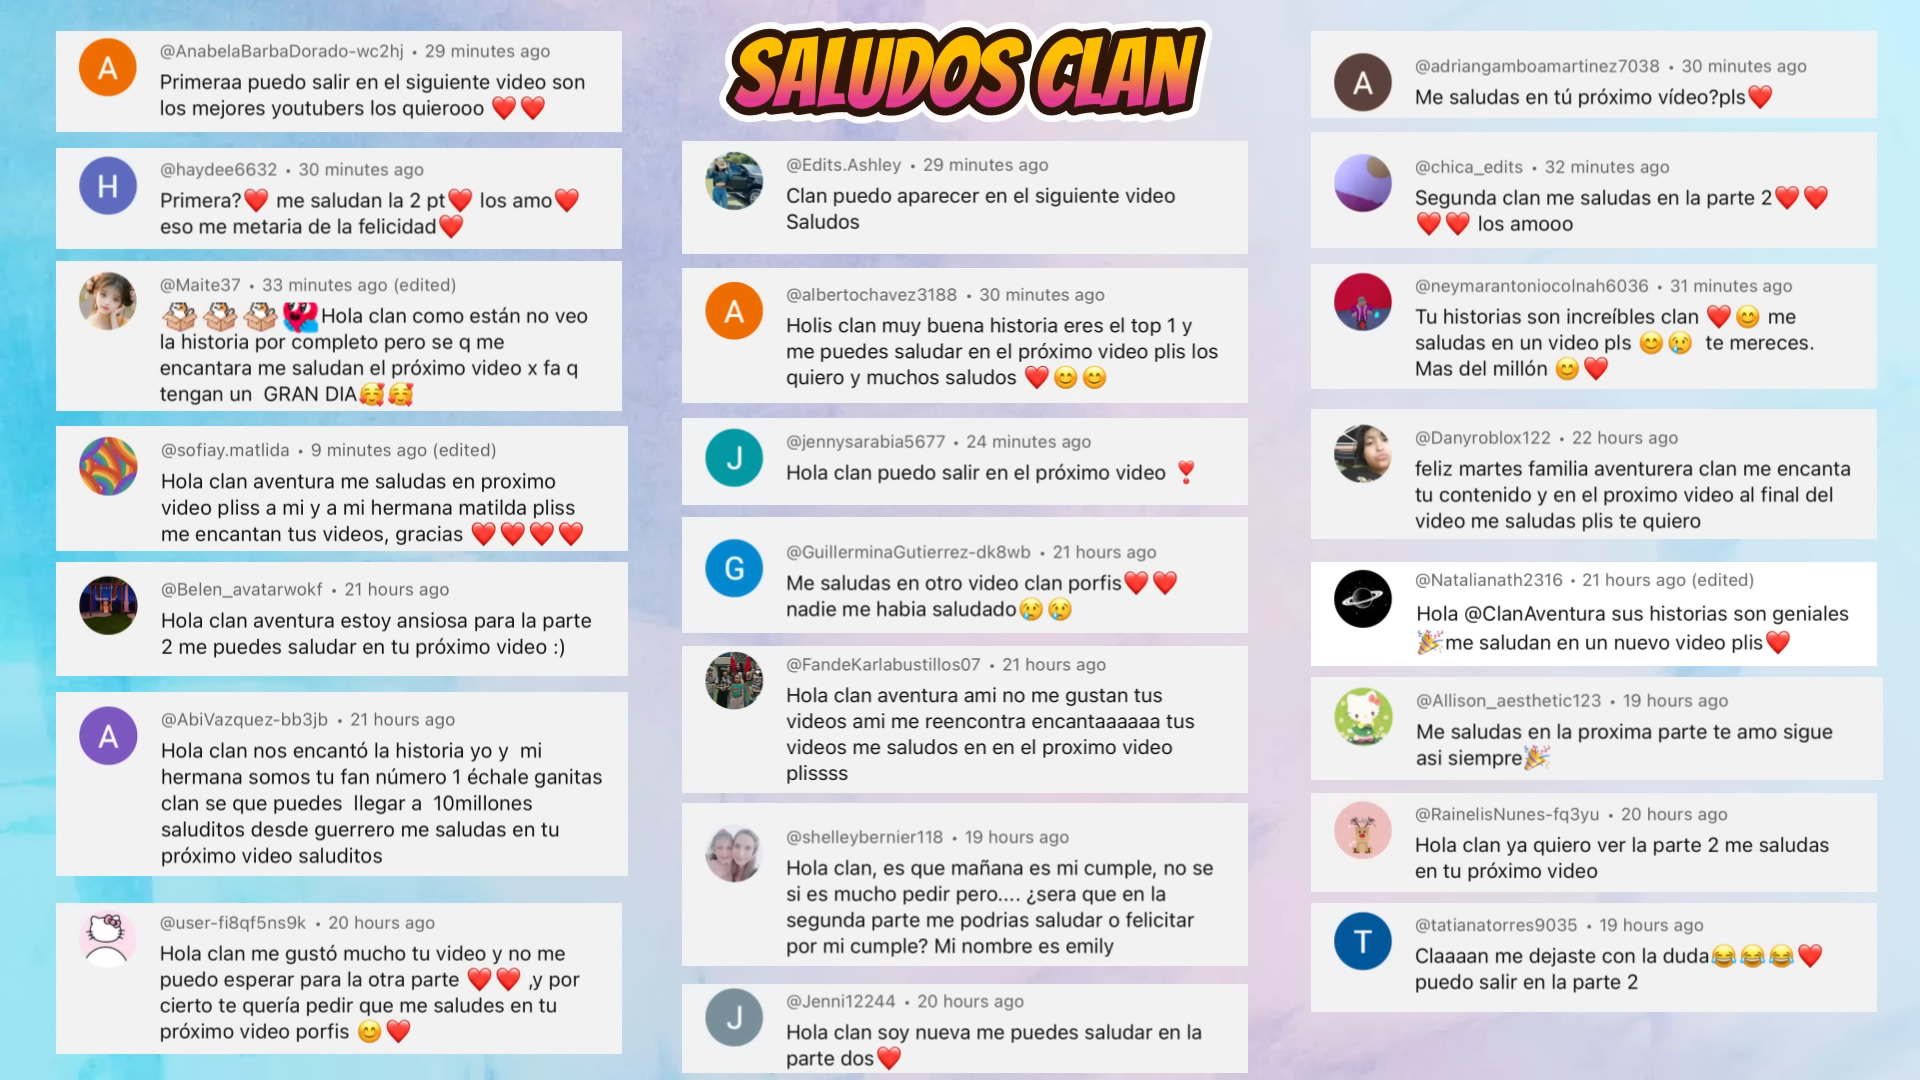 SALUDOS CLAN
@AnabelaBarbaDorado-wc2hj • 29 minutes ago
Primeraa puedo salir en el siguiente video son
los mejores youtubers los quierooo ❤️❤️
H
@haydee6632 • 30 minutes ago
Primera?❤️ me saludan la 2 pt❤️ los amo❤️
eso me metaria de la felicidad❤️
@Maite37 • 33 minutes ago (edited)
Hola clan como están no veo
la historia por completo pero se q me
encantara me saludan el próximo video x fa q
tengan un GRAN DIA🥰🥰
@sofiay.matlida • 9 minutes ago (edited)
Hola clan aventura me saludas en proximo
video pliss a mi y a mi hermana matilda pliss
me encantan tus videos, gracias ❤️❤️❤️❤️
@Belen_avatarwokf • 21 hours ago
Hola clan aventura estoy ansiosa para la parte
2 me puedes saludar en tu próximo video :)
A
@AbiVazquez-bb3jb • 21 hours ago
Hola clan nos encantó la historia yo y mi
hermana somos tu fan número 1 échale ganitas
clan se que puedes llegar a 10millones
saluditos desde guerrero me saludas en tu
próximo video saluditos
@user-fi8qf5ns9k • 20 hours ago
Hola clan me gustó mucho tu video y no me
puedo esperar para la otra parte ❤️❤️ ,y por
cierto te quería pedir que me saludes en tu
próximo video porfis 😊❤️
@Edits.Ashley • 29 minutes ago
Clan puedo aparecer en el siguiente video
Saludos
A
@albertochavez3188 • 30 minutes ago
Holis clan muy buena historia eres el top 1 y
me puedes saludar en el próximo video plis los
quiero y muchos saludos ❤️😊😊
J
@jennysarabia5677 • 24 minutes ago
Hola clan puedo salir en el próximo video ❣️
G
@GuillerminaGutierrez-dk8wb • 21 hours ago
Me saludas en otro video clan porfis❤️❤️
nadie me habia saludado😢😢
@FandeKarlabustillos07 • 21 hours ago
Hola clan aventura ami no me gustan tus
videos ami me reencontra encantaaaaaa tus
videos me saludos en en el proximo video
plissss
@shelleybernier118 • 19 hours ago
Hola clan, es que mañana es mi cumple, no se
si es mucho pedir pero.... ¿sera que en la
segunda parte me podrias saludar o felicitar
por mi cumple? Mi nombre es emily
J
@Jenni12244 • 20 hours ago
Hola clan soy nueva me puedes saludar en la
parte dos❤️
A
@adriangamboamartinez7038 • 30 minutes ago
Me saludas en tú próximo vídeo?pls❤️
@chica_edits • 32 minutes ago
Segunda clan me saludas en la parte 2❤️❤️
❤️❤️ los amooo
@neymarantoniocolnah6036 • 31 minutes ago
Tu historias son increíbles clan ❤️😊 me
saludas en un video pls 😊😢 te mereces.
Mas del millón 😊❤️
@Danyroblox122 • 22 hours ago
feliz martes familia aventurera clan me encanta
tu contenido y en el proximo video al final del
video me saludas plis te quiero
@Natalianath2316 • 21 hours ago (edited)
Hola @ClanAventura sus historias son geniales
🎉me saludan en un nuevo video plis❤️
@Allison_aesthetic123 • 19 hours ago
Me saludas en la proxima parte te amo sigue
asi siempre🎉
@RainelisNunes-fq3yu • 20 hours ago
Hola clan ya quiero ver la parte 2 me saludas
en tu próximo video
T
@tatianatorres9035 • 19 hours ago
Claaaan me dejaste con la duda😂😂😂❤️
puedo salir en la parte 2